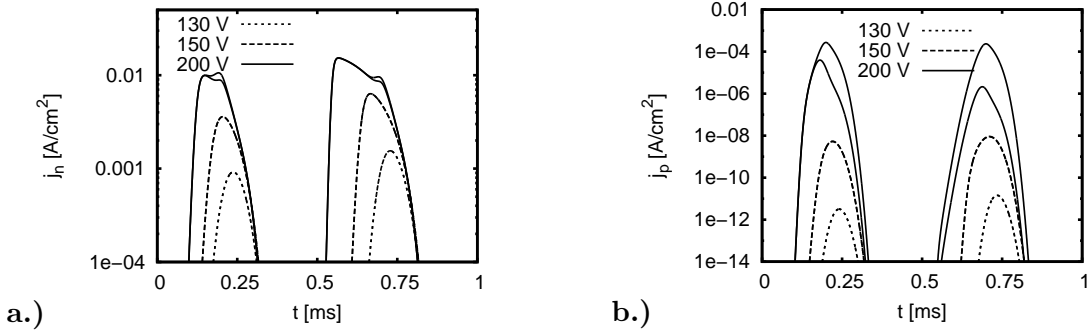 130 V
150 V
200 V
0.01
0.001
1e-04
j_n [A/cm^2]
0 0.25 0.5 0.75 1
t [ms]
a.)
130 V
150 V
200 V
0.01
1e-04
1e-06
1e-08
1e-10
1e-12
1e-14
j_p [A/cm^2]
0 0.25 0.5 0.75 1
t [ms]
b.)